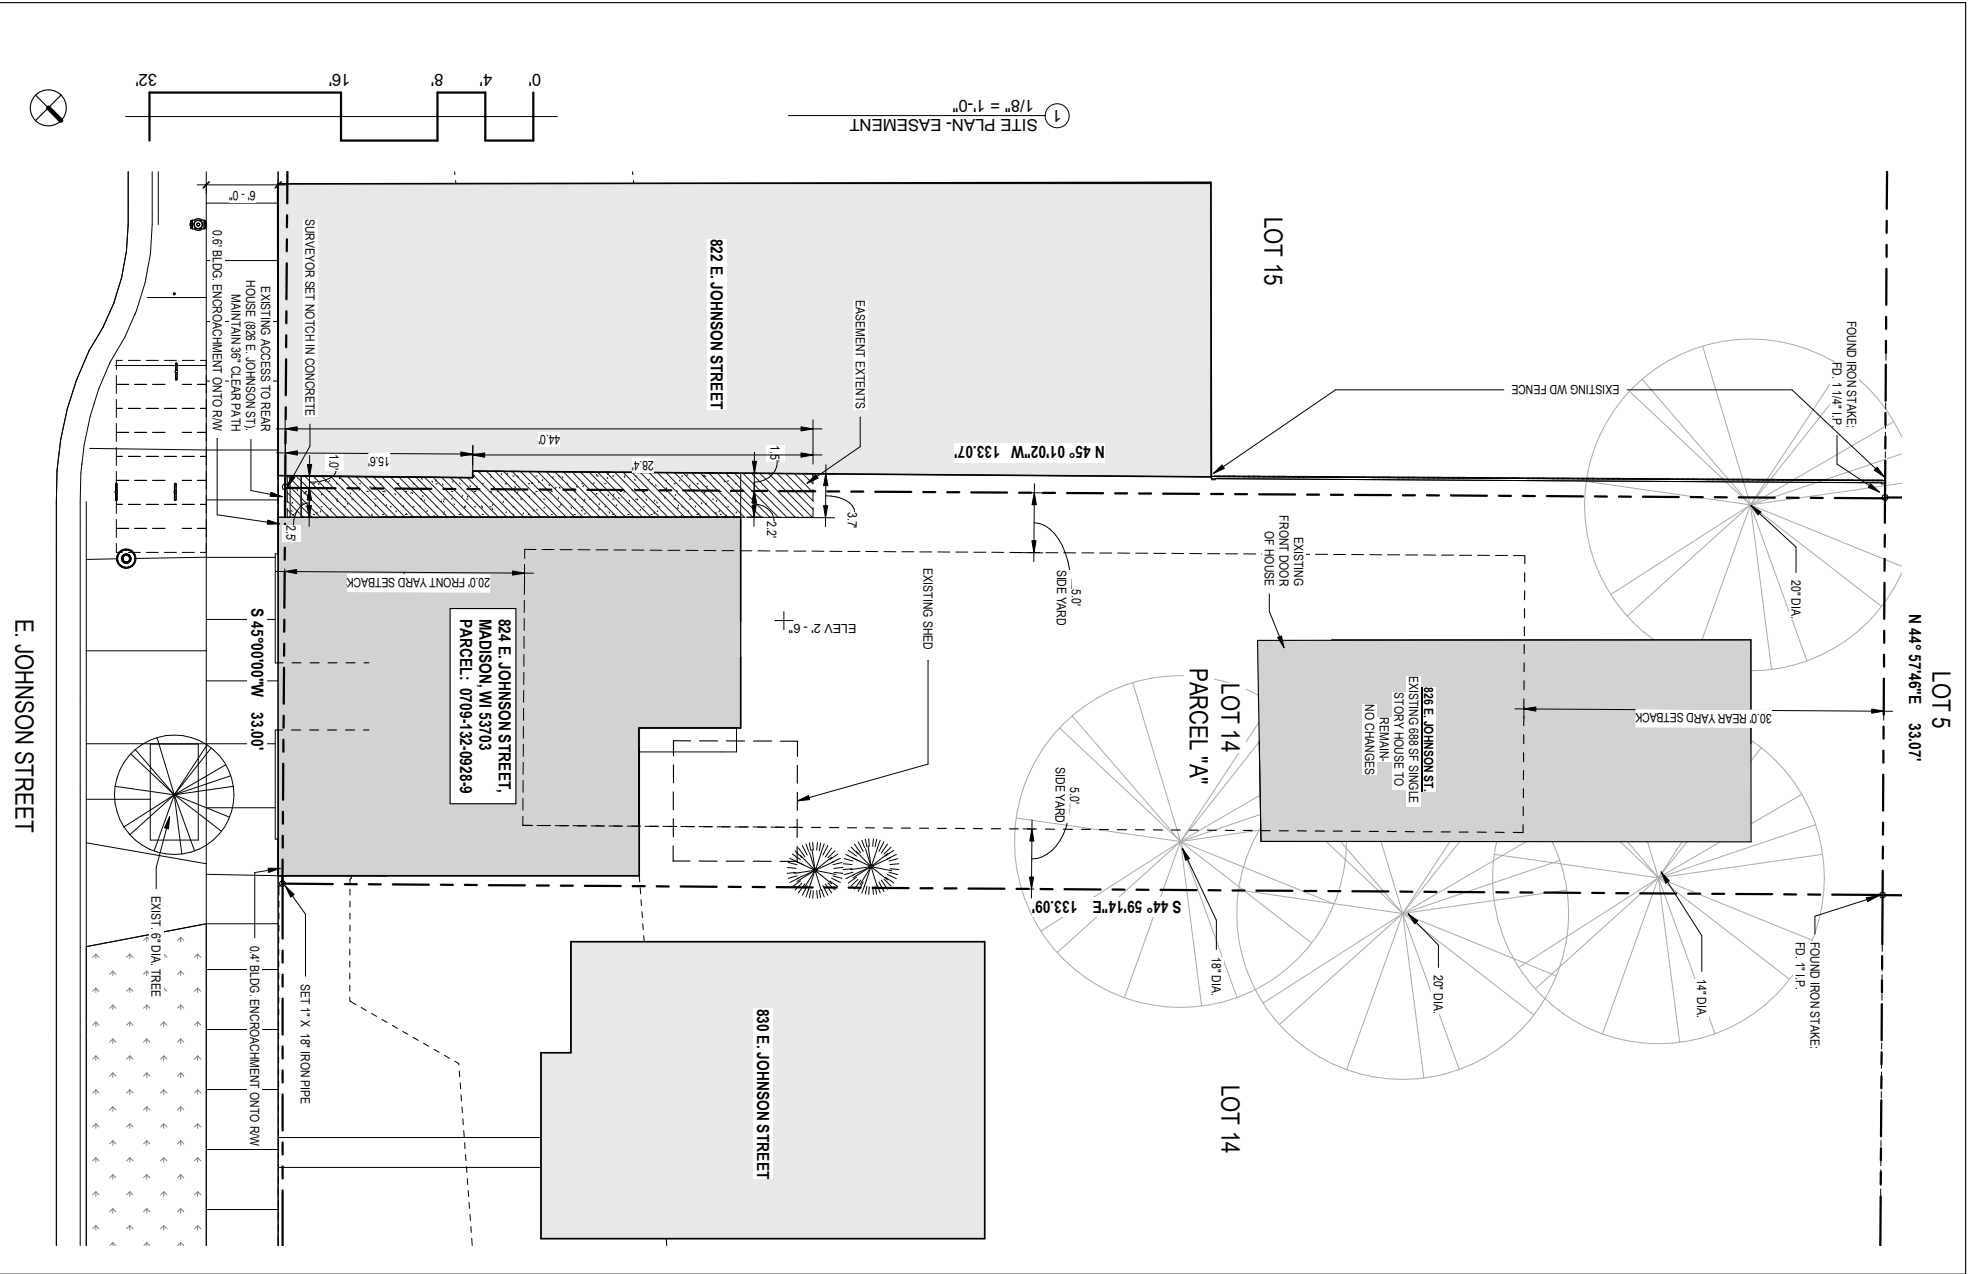 32'
16'
8'
4'
0'
1
SITE PLAN- EASEMENT
1/8" = 1'-0"
6' - 0"
SURVEYOR SET NOTCH IN CONCRETE
0.6' BLDG. ENCROACHMENT ONTO R/W
EXISTING ACCESS TO REAR
HOUSE (826 E. JOHNSON ST).
MAINTAIN 36" CLEAR PATH
822 E. JOHNSON STREET
EASEMENT EXTENTS
LOT 15
EXISTING WD FENCE
FOUND IRON STAKE:
FD. 1 1/4" I.P.
44.0'
15.6'
28.4'
1.0'
1.5'
2.5'
2.2'
3.7'
N 45° 01'02"W 133.07'
20.0' FRONT YARD SETBACK
824 E. JOHNSON STREET,
MADISON, WI 53703
PARCEL: 0709-132-0928-9
ELEV 2' - 6"
EXISTING SHED
5.0'
SIDE YARD
EXISTING
FRONT DOOR
OF HOUSE
20" DIA.
LOT 5
N 44° 57'46"E 33.07'
LOT 14
PARCEL "A"
826 E. JOHNSON ST.
EXISTING 688 SF SINGLE
STORY HOUSE TO
REMAIN-
NO CHANGES
30.0' REAR YARD SETBACK
S 45°00'00"W 33.00'
E. JOHNSON STREET
5.0'
SIDE YARD
S 44° 59'14"E 133.09'
EXIST. 6" DIA. TREE
0.4' BLDG. ENCROACHMENT ONTO R/W
SET 1" X 18" IRON PIPE
830 E. JOHNSON STREET
18" DIA.
20" DIA.
14" DIA.
FOUND IRON STAKE:
FD. 1" I.P.
LOT 14